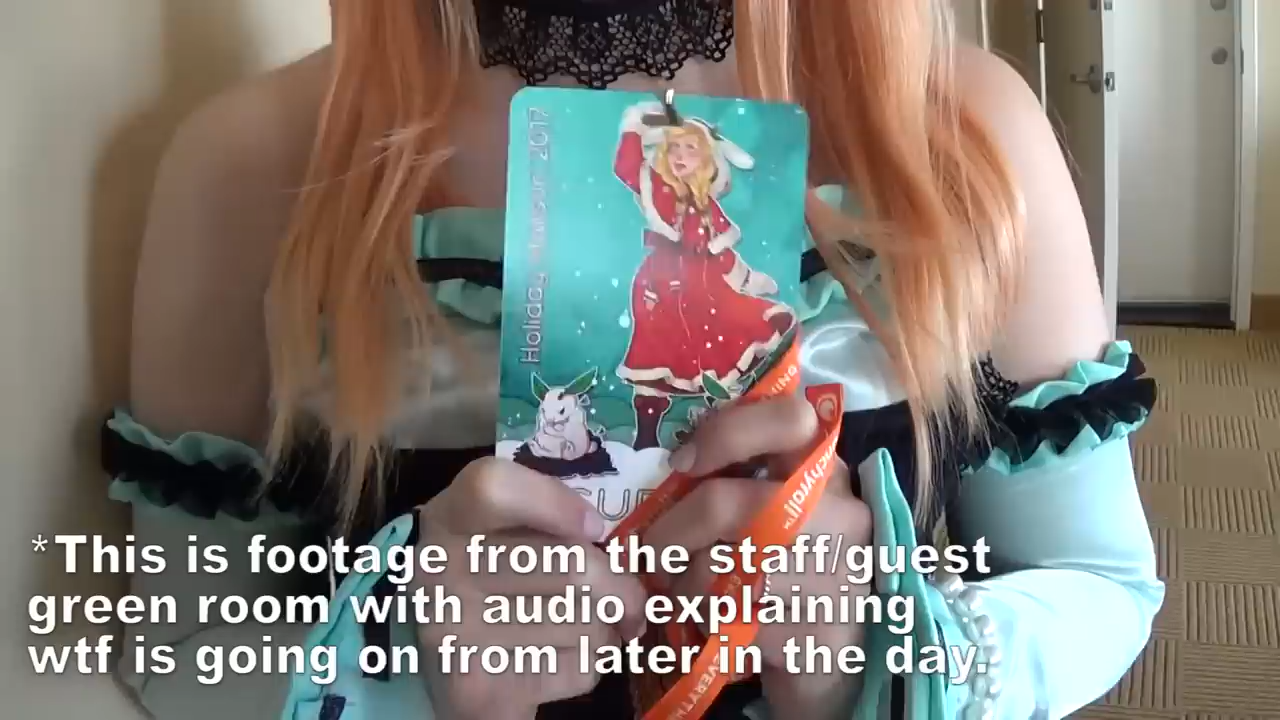 Holiday Matsuri 2017
*This is footage from the staff/guest
green room with audio explaining
wtf is going on from later in the day.